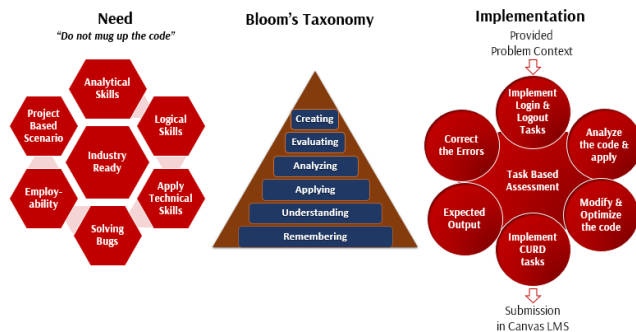 Need
“Do not mug up the code”
Analytical
Skills
Project
Based
Scenario
Logical
Skills
Industry
Ready
Employ-
ability
Apply
Technical
Skills
Solving
Bugs
Bloom’s Taxonomy
Creating
Evaluating
Analyzing
Applying
Understanding
Remembering
Implementation
Provided
Problem Context
Implement
Login &
Logout
Tasks
Correct
the Errors
Analyze
the code &
apply
Task Based
Assessment
Expected
Output
Modify &
Optimize
the code
Implement
CURD
tasks
Submission
in Canvas LMS